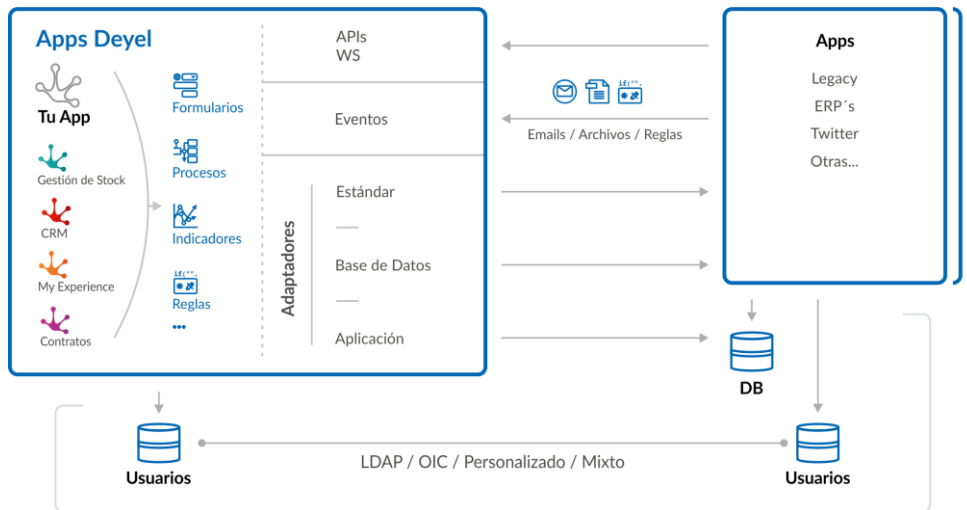 Apps Deyel
Tu App
Gestión de Stock
CRM
My Experience
Contratos
Formularios
Procesos
Indicadores
if("".
Reglas
...
APIs
WS
Eventos
Adaptadores
Estándar
Base de Datos
Aplicación
if("".
Emails / Archivos / Reglas
Apps
Legacy
ERP´s
Twitter
Otras...
DB
Usuarios
LDAP / OIC / Personalizado / Mixto
Usuarios